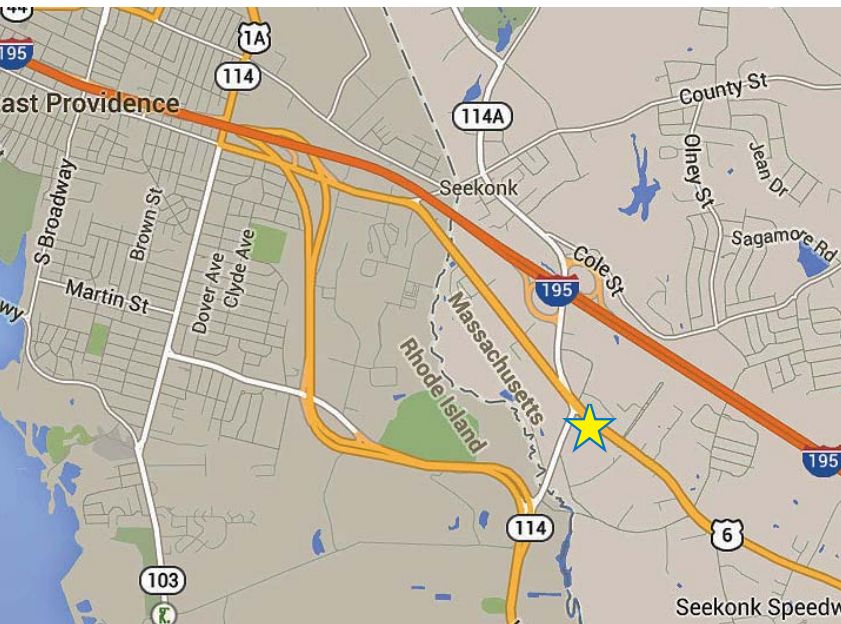 44
1A
195
114
ast Providence
114A
County St
Olney St
Jean Dr
Seekonk
S Broadway
Brown St
Dover Ave
Clyde Ave
Sagamore Rd
Cole St
195
Martin St
wy
Massachusetts
Rhode Island
195
114
6
103
Seekonk Speedw